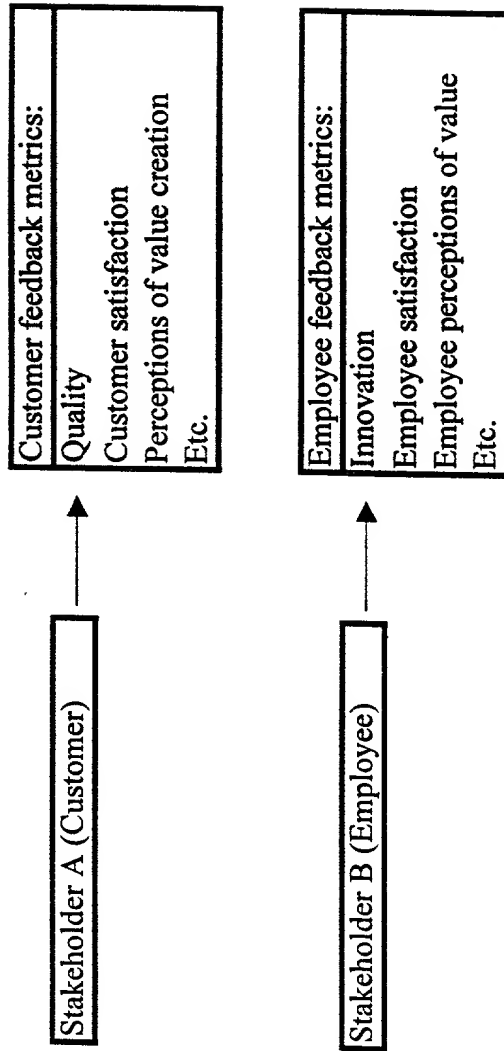 Stakeholder A (Customer)
Customer feedback metrics:
Quality
Customer satisfaction
Perceptions of value creation
Etc.
Stakeholder B (Employee)
Employee feedback metrics:
Innovation
Employee satisfaction
Employee perceptions of value
Etc.